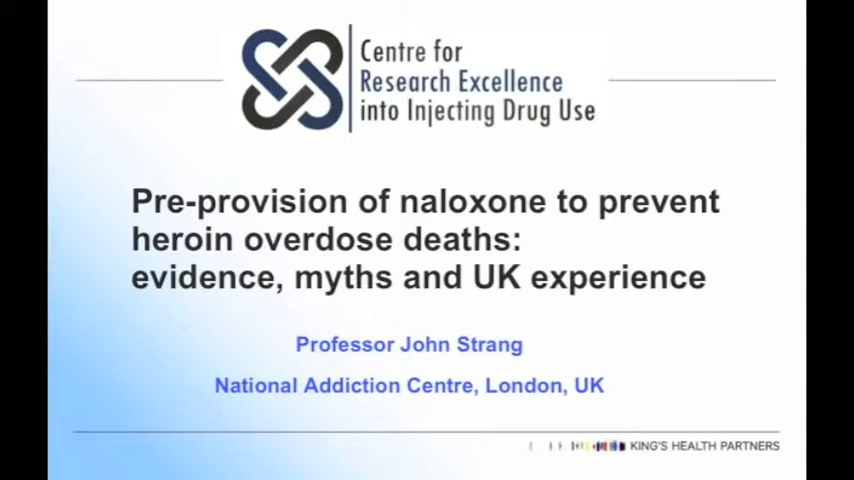 Centre for
Research Excellence
into Injecting Drug Use
Pre-provision of naloxone to prevent
heroin overdose deaths:
evidence, myths and UK experience
Professor John Strang
National Addiction Centre, London, UK
KING'S HEALTH PARTNERS